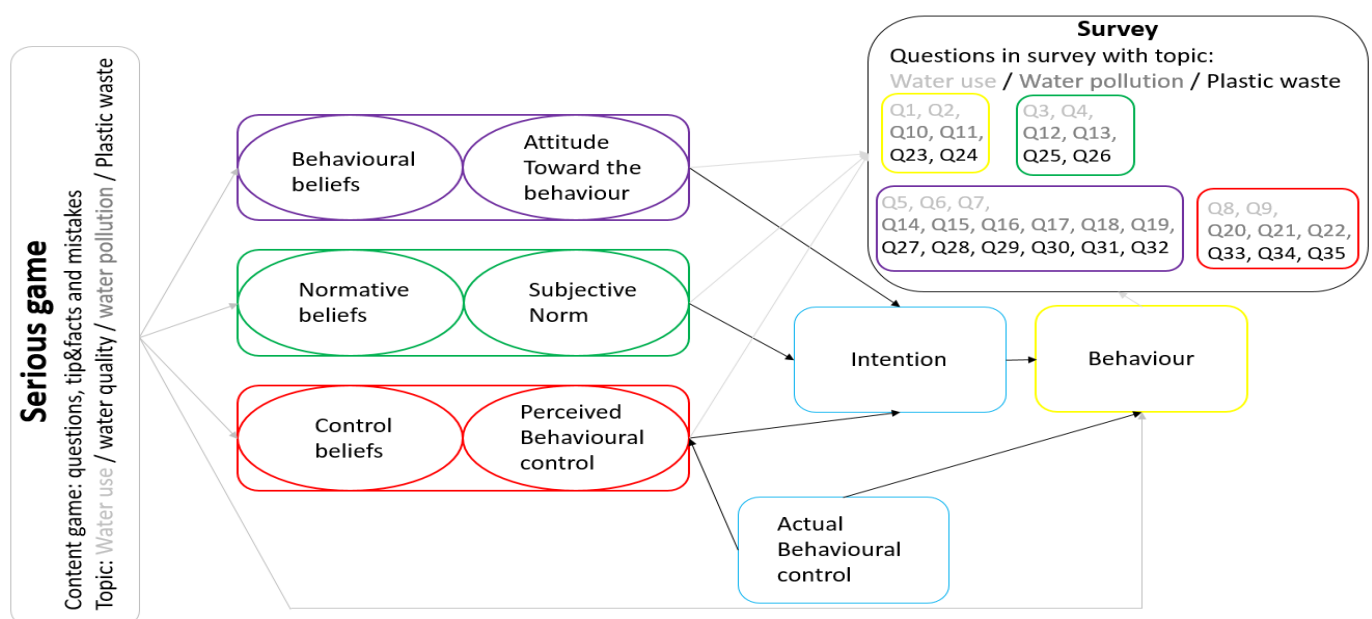 Serious game
Content game: questions, tip&facts and mistakes
Topic: Water use / water quality / water pollution / Plastic waste
Behavioural
beliefs
Attitude
Toward the
behaviour
Normative
beliefs
Subjective
Norm
Control
beliefs
Perceived
Behavioural
control
Survey
Questions in survey with topic:
Water use / Water pollution / Plastic waste
Q1, Q2,
Q10, Q11,
Q23, Q24
Q3, Q4,
Q12, Q13,
Q25, Q26
Q5, Q6, Q7,
Q14, Q15, Q16, Q17, Q18, Q19,
Q27, Q28, Q29, Q30, Q31, Q32
Q8, Q9,
Q20, Q21, Q22,
Q33, Q34, Q35
Intention
Behaviour
Actual
Behavioural
control